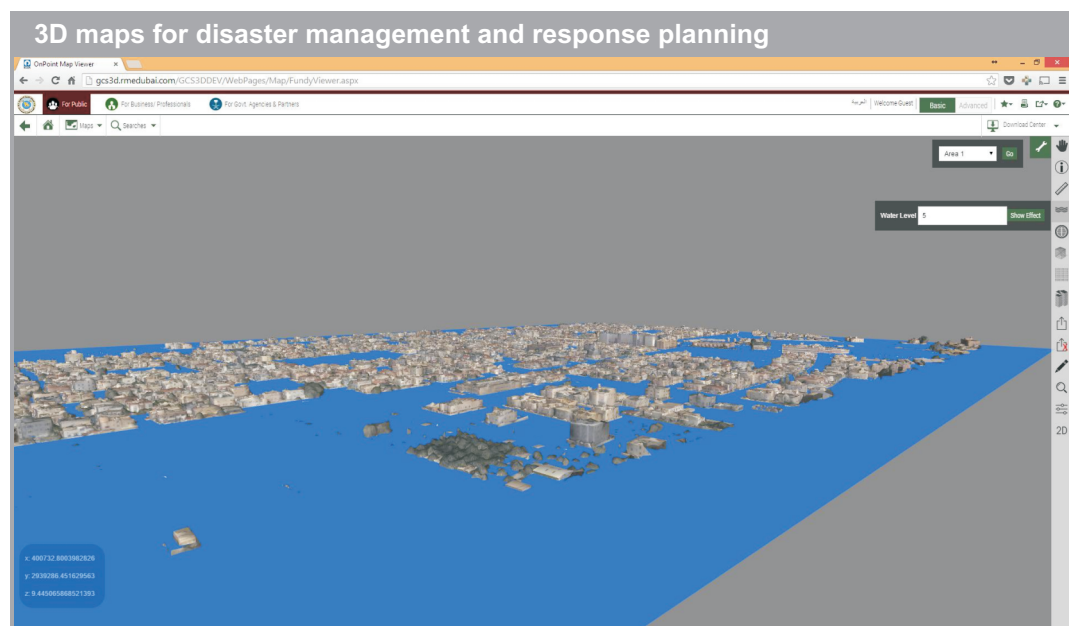 3D maps for disaster management and response planning
OnPoint Map Viewer
gcs3d.rmedubai.com/GCS3DDEV/WebPages/Map/FundyViewer.aspx
For Public For Business/ Professionals For Govt. Agencies & Partners العربية Welcome Guest Basic Advanced
Maps Searches Download Center
Area 1 Go
Water Level 5 Show Effect
2D
x: 400732.8003982826
y: 2939286.451629563
z: 9.445065868521393